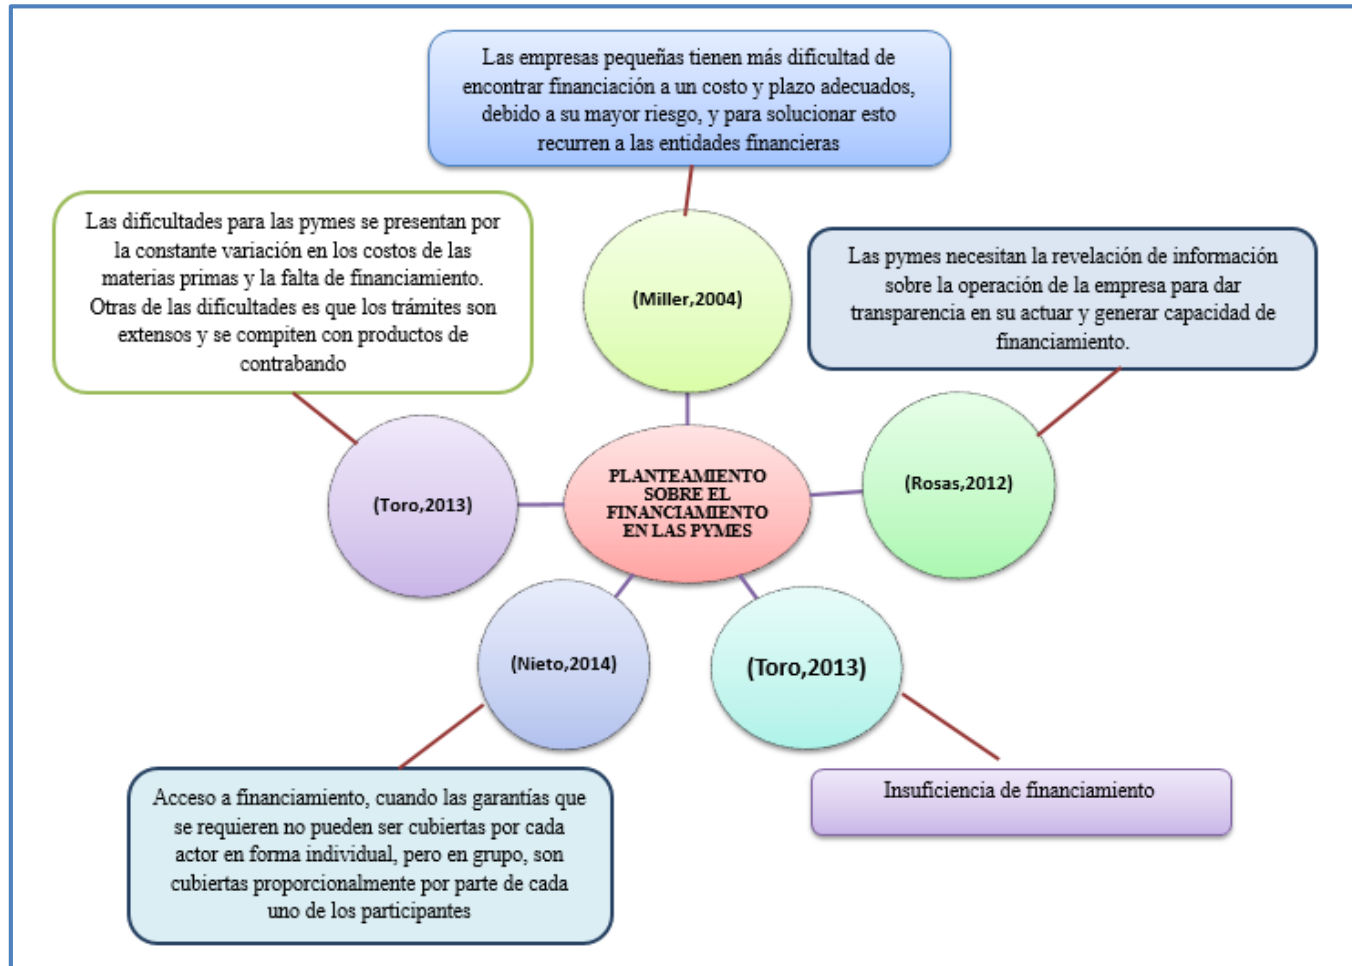 Las empresas pequeñas tienen más dificultad de
encontrar financiación a un costo y plazo adecuados,
debido a su mayor riesgo, y para solucionar esto
recurren a las entidades financieras
Las dificultades para las pymes se presentan por
la constante variación en los costos de las
materias primas y la falta de financiamiento.
Otras de las dificultades es que los trámites son
extensos y se compiten con productos de
contrabando
(Miller,2004)
Las pymes necesitan la revelación de información
sobre la operación de la empresa para dar
transparencia en su actuar y generar capacidad de
financiamiento.
(Toro,2013)
PLANTEAMIENTO
SOBRE EL
FINANCIAMIENTO
EN LAS PYMES
(Rosas,2012)
(Nieto,2014)
(Toro,2013)
Acceso a financiamiento, cuando las garantías que
se requieren no pueden ser cubiertas por cada
actor en forma individual, pero en grupo, son
cubiertas proporcionalmente por parte de cada
uno de los participantes
Insuficiencia de financiamiento